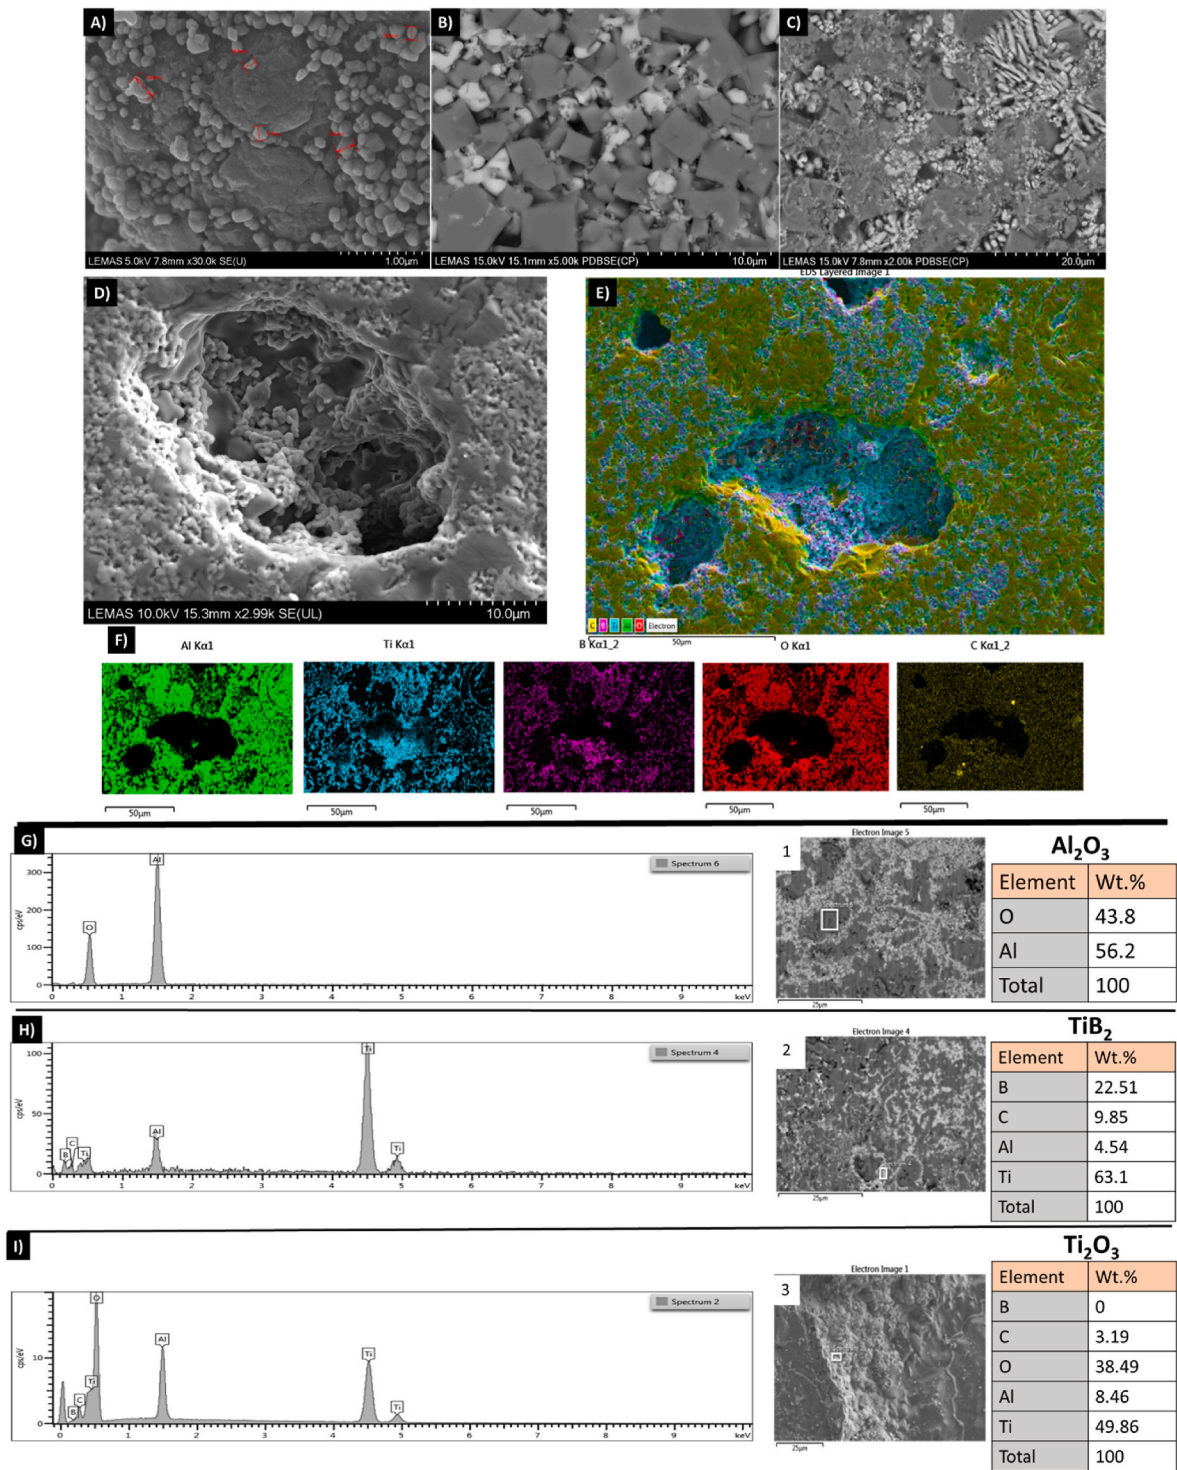 A)
B)
C)
LEMAS 5.0kV 7.8mm x30.0k SE(U)
1.00µm
LEMAS 15.0kV 15.1mm x5.00k PDBSE(CP)
10.0µm
LEMAS 15.0kV 7.8mm x2.00k PDBSE(CP)
20.0µm
D)
E)
EDS Layered Image 1
LEMAS 10.0kV 15.3mm x2.99k SE(UL)
10.0µm
C B Ti Al O Electron
50µm
F)
Al Kα1
Ti Kα1
B Kα1_2
O Kα1
C Kα1_2
50µm
50µm
50µm
50µm
50µm
G)
Spectrum 6
cps/eV
300
200
100
0
O
Al
0 1 2 3 4 5 6 7 8 9 keV
Electron Image 5
1
25µm
Al₂O₃
Element Wt.%
O 43.8
Al 56.2
Total 100
H)
Spectrum 4
cps/eV
100
50
0
B C Ti Al Ti Ti
0 1 2 3 4 5 6 7 8 9 keV
Electron Image 4
2
25µm
TiB₂
Element Wt.%
B 22.51
C 9.85
Al 4.54
Ti 63.1
Total 100
I)
Spectrum 2
cps/eV
10
0
B C Ti O Al Ti Ti
0 1 2 3 4 5 6 7 8 9 keV
Electron Image 1
3
25µm
Ti₂O₃
Element Wt.%
B 0
C 3.19
O 38.49
Al 8.46
Ti 49.86
Total 100